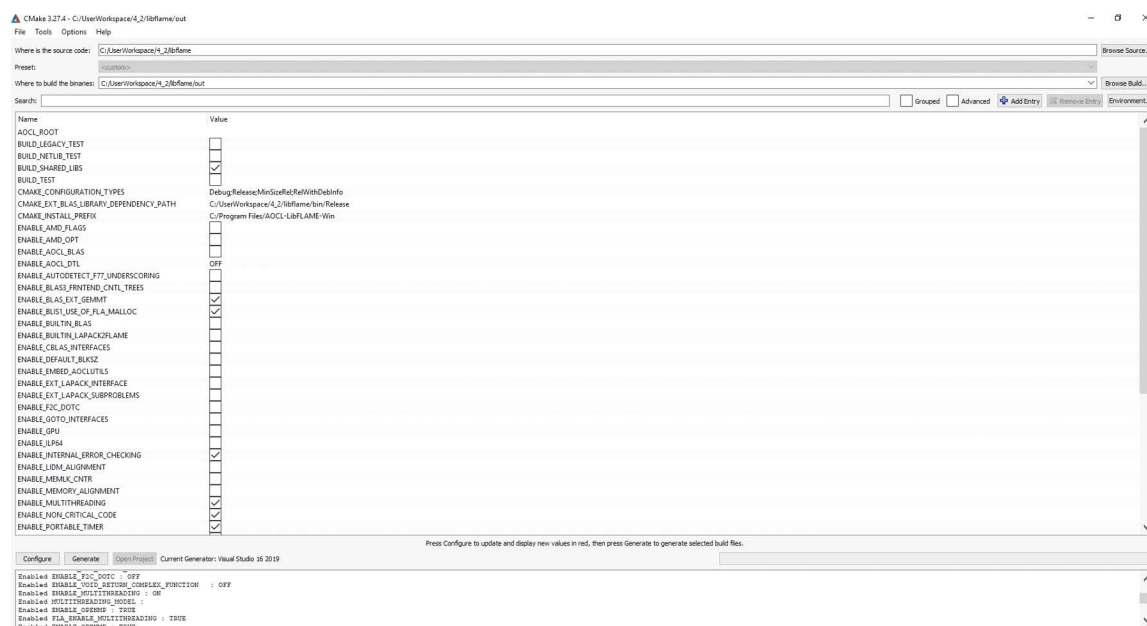 CMake 3.27.4 - C:/UserWorkspace/4_2/libflame/out
File Tools Options Help
Where is the source code: C:/UserWorkspace/4_2/libflame Browse Source.
Preset: <custom>
Where to build the binaries: C:/UserWorkspace/4_2/libflame/out Browse Build...
Search: Grouped Advanced Add Entry Remove Entry Environment.
Name Value
AOCL_ROOT
BUILD_LEGACY_TEST
BUILD_NETLIB_TEST
BUILD_SHARED_LIBS
BUILD_TEST
CMAKE_CONFIGURATION_TYPES Debug;Release;MinSizeRel;RelWithDebInfo
CMAKE_EXT_BLAS_LIBRARY_DEPENDENCY_PATH C:/UserWorkspace/4_2/libflame/bin/Release
CMAKE_INSTALL_PREFIX C:/Program Files/AOCL-LibFLAME-Win
ENABLE_AMD_FLAGS
ENABLE_AMD_OPT
ENABLE_AOCL_BLAS
ENABLE_AOCL_DTL OFF
ENABLE_AUTODETECT_F77_UNDERSCORING
ENABLE_BLAS3_FRNTEND_CNTL_TREES
ENABLE_BLAS_EXT_GEMMT
ENABLE_BLIS1_USE_OF_FLA_MALLOC
ENABLE_BUILTIN_BLAS
ENABLE_BUILTIN_LAPACK2FLAME
ENABLE_CBLAS_INTERFACES
ENABLE_DEFAULT_BLKSZ
ENABLE_EMBED_AOCLUTILS
ENABLE_EXT_LAPACK_INTERFACE
ENABLE_EXT_LAPACK_SUBPROBLEMS
ENABLE_F2C_DOTC
ENABLE_GOTO_INTERFACES
ENABLE_GPU
ENABLE_ILP64
ENABLE_INTERNAL_ERROR_CHECKING
ENABLE_LIDM_ALIGNMENT
ENABLE_MEMLK_CNTR
ENABLE_MEMORY_ALIGNMENT
ENABLE_MULTITHREADING
ENABLE_NON_CRITICAL_CODE
ENABLE_PORTABLE_TIMER
Press Configure to update and display new values in red, then press Generate to generate selected build files.
Configure Generate Open Project Current Generator: Visual Studio 16 2019
Enabled ENABLE_F2C_DOTC : OFF
Enabled ENABLE_VOID_RETURN_COMPLEX_FUNCTION : OFF
Enabled ENABLE_MULTITHREADING : ON
Enabled MULTITHREADING_MODEL :
Enabled ENABLE_OPENMP : TRUE
Enabled FLA_ENABLE_MULTITHREADING : TRUE